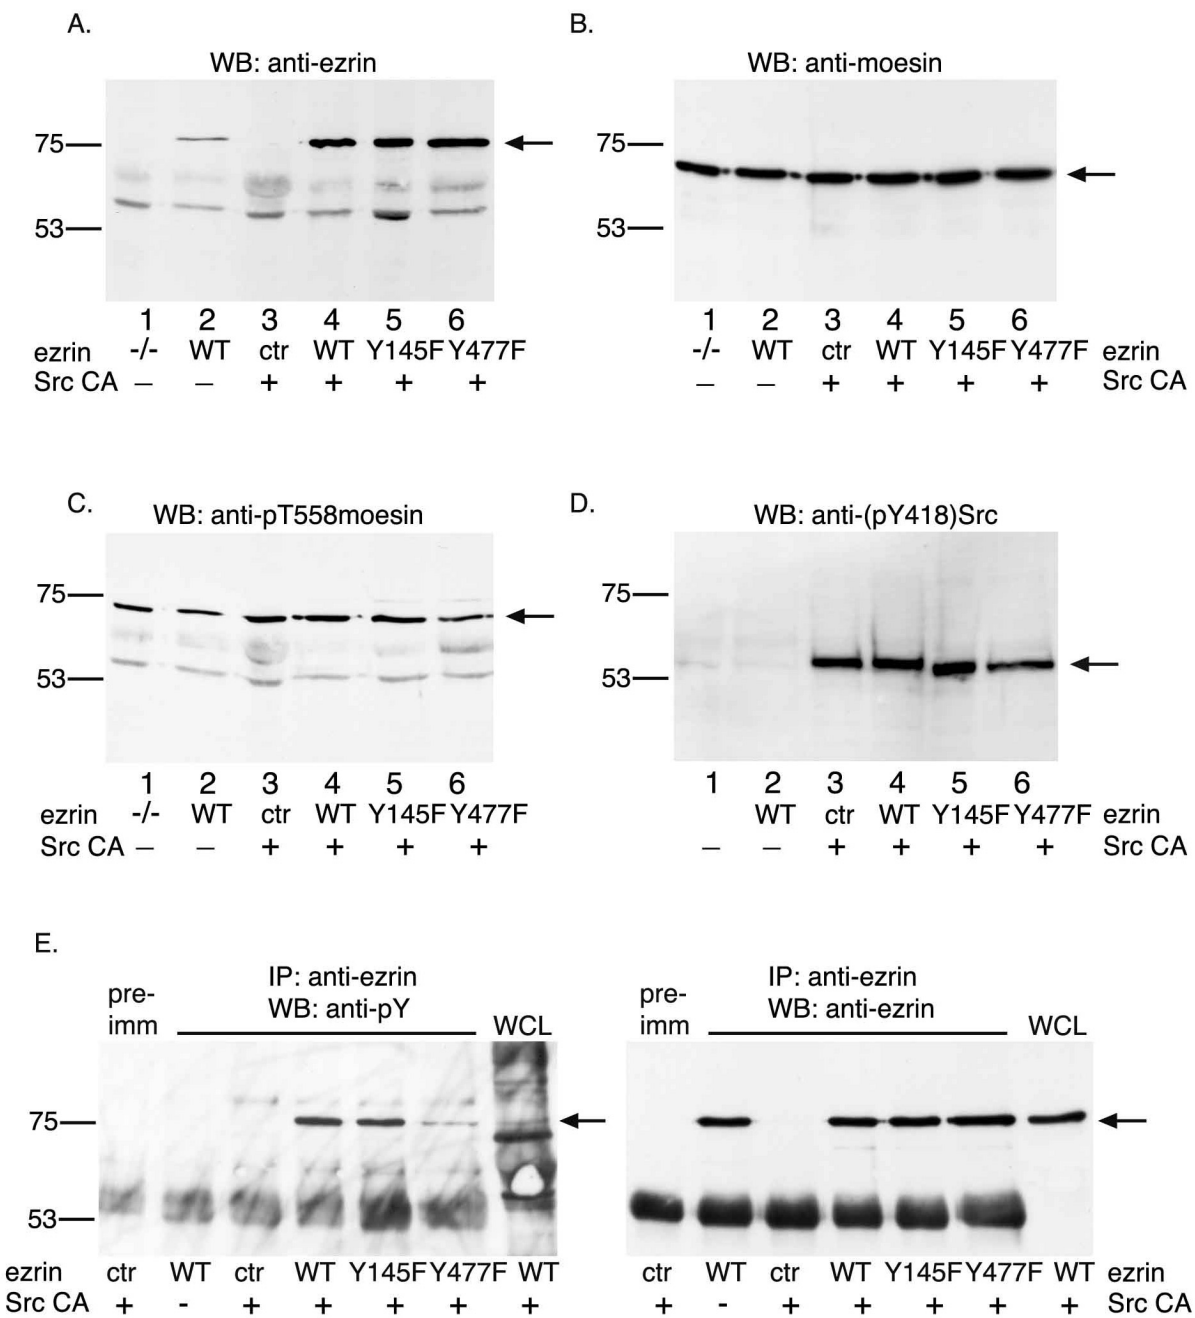 A.
WB: anti-ezrin
75
53
1 2 3 4 5 6
ezrin -/- WT ctr WT Y145F Y477F
Src CA – – + + + +
B.
WB: anti-moesin
75
53
1 2 3 4 5 6
-/- WT ctr WT Y145F Y477F ezrin
– – + + + + Src CA
C.
WB: anti-pT558moesin
75
53
1 2 3 4 5 6
ezrin -/- WT ctr WT Y145F Y477F
Src CA – – + + + +
D.
WB: anti-(pY418)Src
75
53
1 2 3 4 5 6
WT ctr WT Y145F Y477F ezrin
– – + + + + Src CA
E.
pre-
imm
IP: anti-ezrin
WB: anti-pY
WCL
75
53
ezrin ctr WT ctr WT Y145F Y477F WT
Src CA + - + + + + +
pre-
imm
IP: anti-ezrin
WB: anti-ezrin
WCL
ctr WT ctr WT Y145F Y477F WT ezrin
+ - + + + + + Src CA